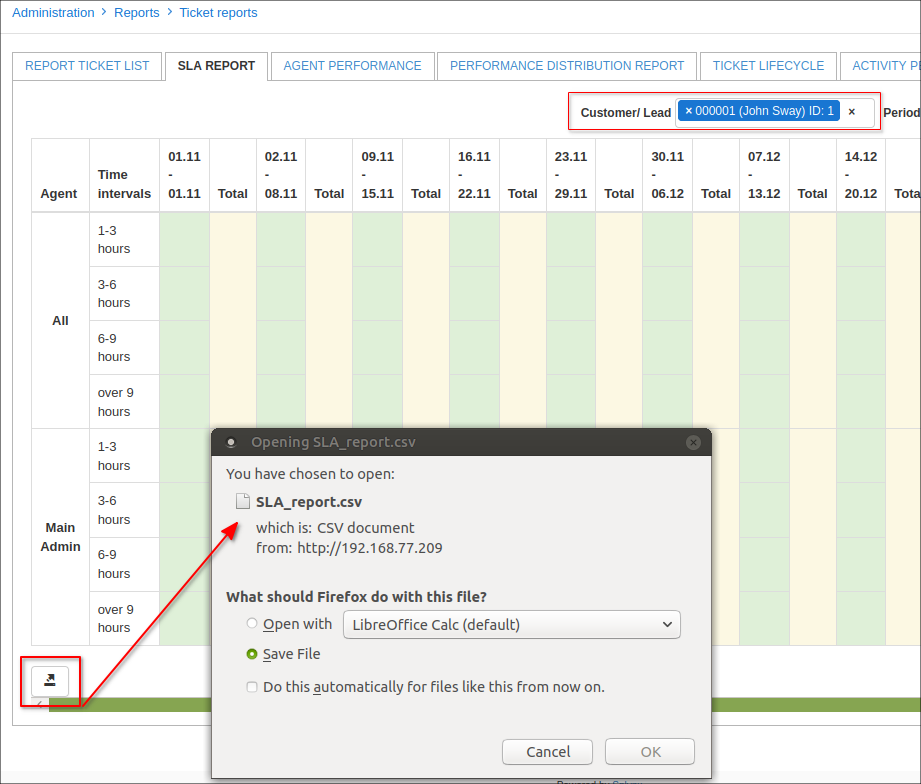 Administration > Reports > Ticket reports
REPORT TICKET LIST SLA REPORT AGENT PERFORMANCE PERFORMANCE DISTRIBUTION REPORT TICKET LIFECYCLE ACTIVITY PE
Customer/ Lead × 000001 (John Sway) ID: 1 × Period
Agent Time intervals 01.11 - 01.11 Total 02.11 - 08.11 Total 09.11 - 15.11 Total 16.11 - 22.11 Total 23.11 - 29.11 Total 30.11 - 06.12 Total 07.12 - 13.12 Total 14.12 - 20.12 Tota
All
1-3
hours
3-6
hours
6-9
hours
over 9
hours
Main
Admin
1-3
hours
3-6
hours
6-9
hours
over 9
hours
Opening SLA_report.csv
You have chosen to open:
SLA_report.csv
which is: CSV document
from: http://192.168.77.209
What should Firefox do with this file?
Open with LibreOffice Calc (default)
Save File
Do this automatically for files like this from now on.
Cancel OK